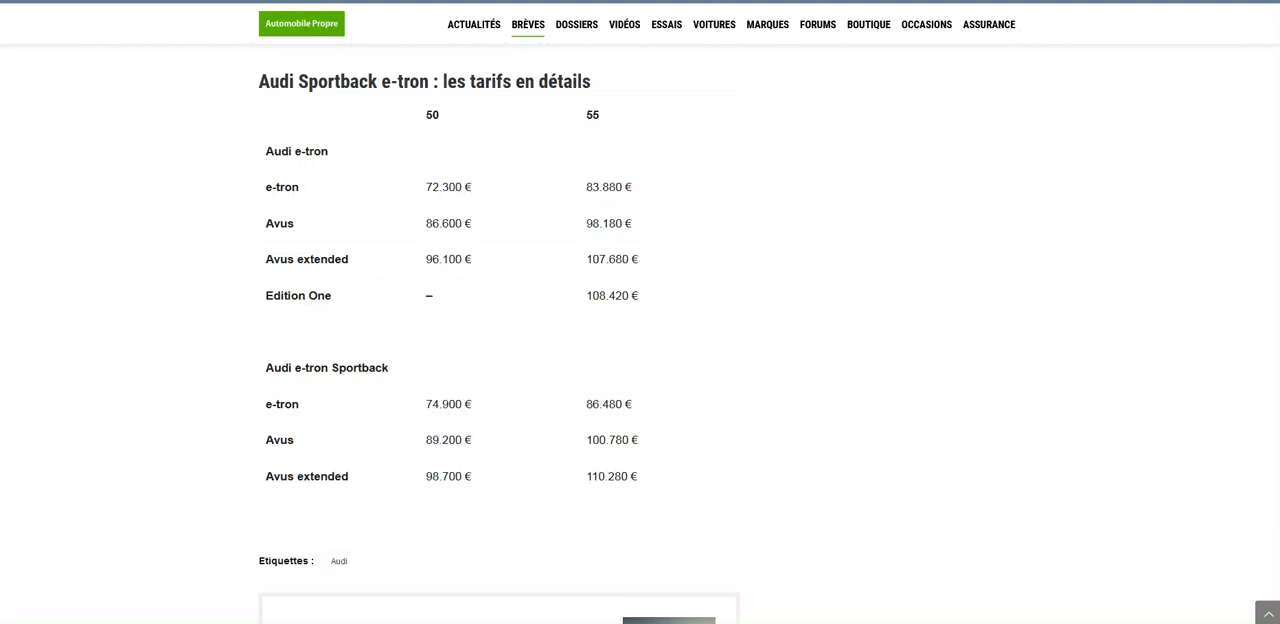 Automobile Propre
ACTUALITÉS BRÈVES DOSSIERS VIDÉOS ESSAIS VOITURES MARQUES FORUMS BOUTIQUE OCCASIONS ASSURANCE
Audi Sportback e-tron : les tarifs en détails
50 55
Audi e-tron
e-tron 72.300 € 83.880 €
Avus 86.600 € 98.180 €
Avus extended 96.100 € 107.680 €
Edition One – 108.420 €
Audi e-tron Sportback
e-tron 74.900 € 86.480 €
Avus 89.200 € 100.780 €
Avus extended 98.700 € 110.280 €
Etiquettes : Audi